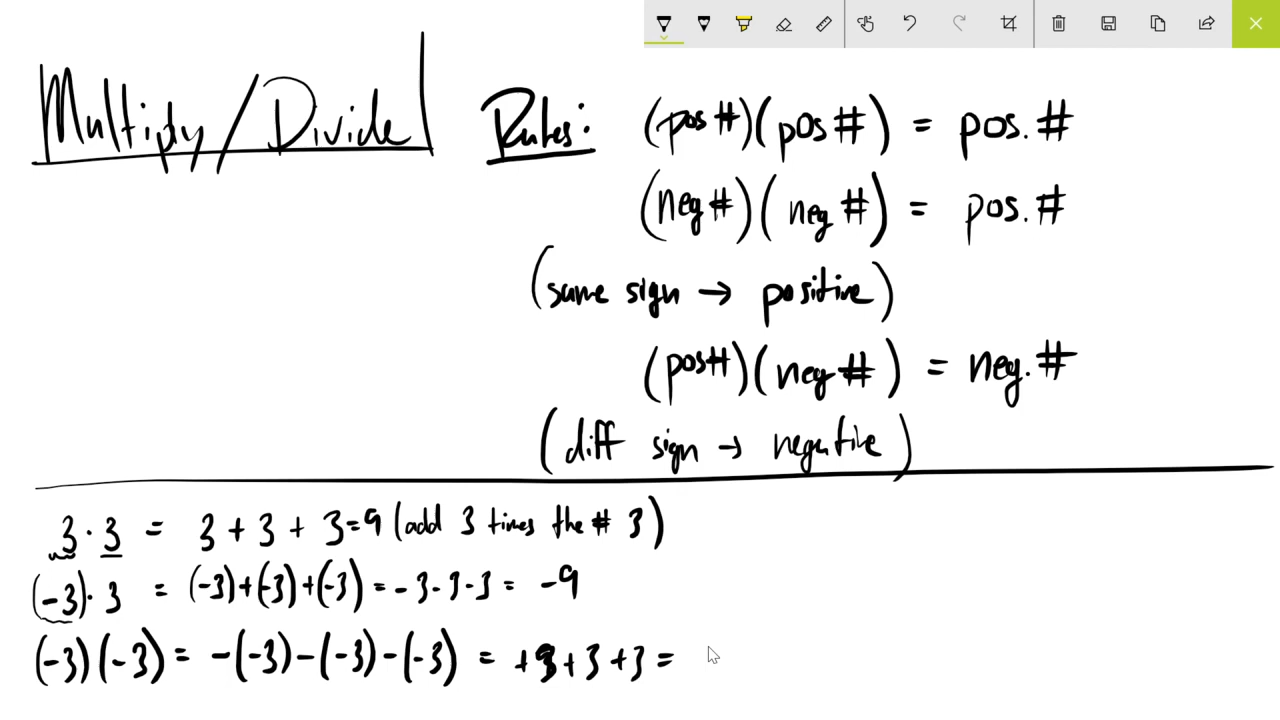 Multiply/Divide
Rules: (pos#)(pos#) = pos.#
(neg#)(neg#) = pos.#
(same sign → positive)
(pos#)(neg#) = neg.#
(diff sign → negative)
3 · 3 = 3 + 3 + 3 = 9 (add 3 times the # 3)
(-3) · 3 = (-3)+(-3)+(-3) = -3-3-3 = -9
(-3)(-3) = -(-3)-(-3)-(-3) = +3+3+3 =